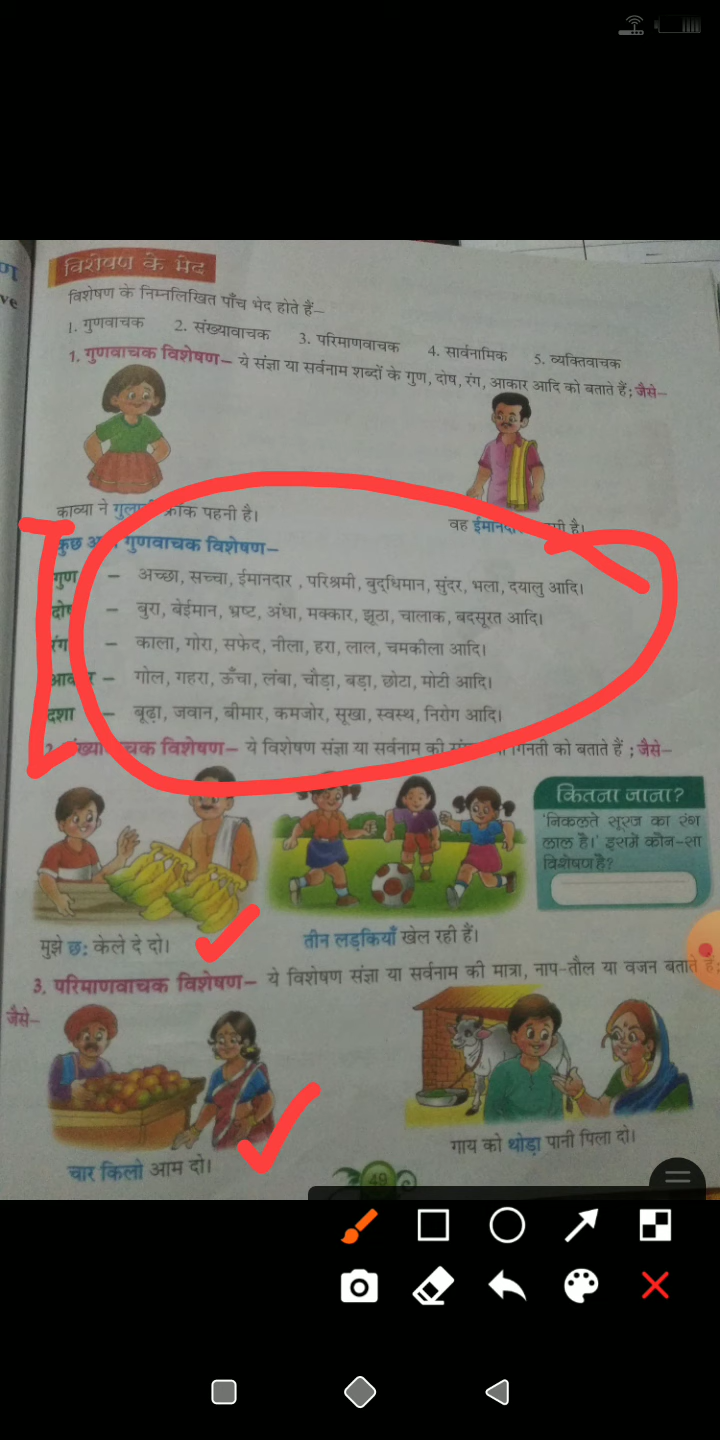 विशेषण के भेद
ve
विशेषण के निम्नलिखित पाँच भेद होते हैं–
1. गुणवाचक 2. संख्यावाचक 3. परिमाणवाचक 4. सार्वनामिक 5. व्यक्तिवाचक
1. गुणवाचक विशेषण– ये संज्ञा या सर्वनाम शब्दों के गुण, दोष, रंग, आकार आदि को बताते हैं; जैसे–
काव्या ने फ्रॉक पहनी है।
वह है।
कुछ गुणवाचक विशेषण–
गुण – अच्छा, सच्चा, ईमानदार , परिश्रमी, बुद्धिमान, सुंदर, भला, दयालु आदि।
दोष – बुरा, बेईमान, भ्रष्ट, अंधा, मक्कार, झूठा, चालाक, बदसूरत आदि।
रंग – काला, गोरा, सफेद, नीला, हरा, लाल, चमकीला आदि।
आकार – गोल, गहरा, ऊँचा, लंबा, चौड़ा, बड़ा, छोटा, मोटी आदि।
दशा – बूढ़ा, जवान, बीमार, कमजोर, सूखा, स्वस्थ, निरोग आदि।
विशेषण– ये विशेषण संज्ञा या सर्वनाम की गिनती को बताते हैं ; जैसे–
कितना जाना?
'निकलते सूरज का रंग
लाल है।' इसमें कौन-सा
विशेषण है?
मुझे छः केले दे दो।
तीन लड़कियाँ खेल रही हैं।
3. परिमाणवाचक विशेषण– ये विशेषण संज्ञा या सर्वनाम की मात्रा, नाप-तौल या वजन बताते हैं;
जैसे–
चार किलो आम दो।
गाय को थोड़ा पानी पिला दो।
49